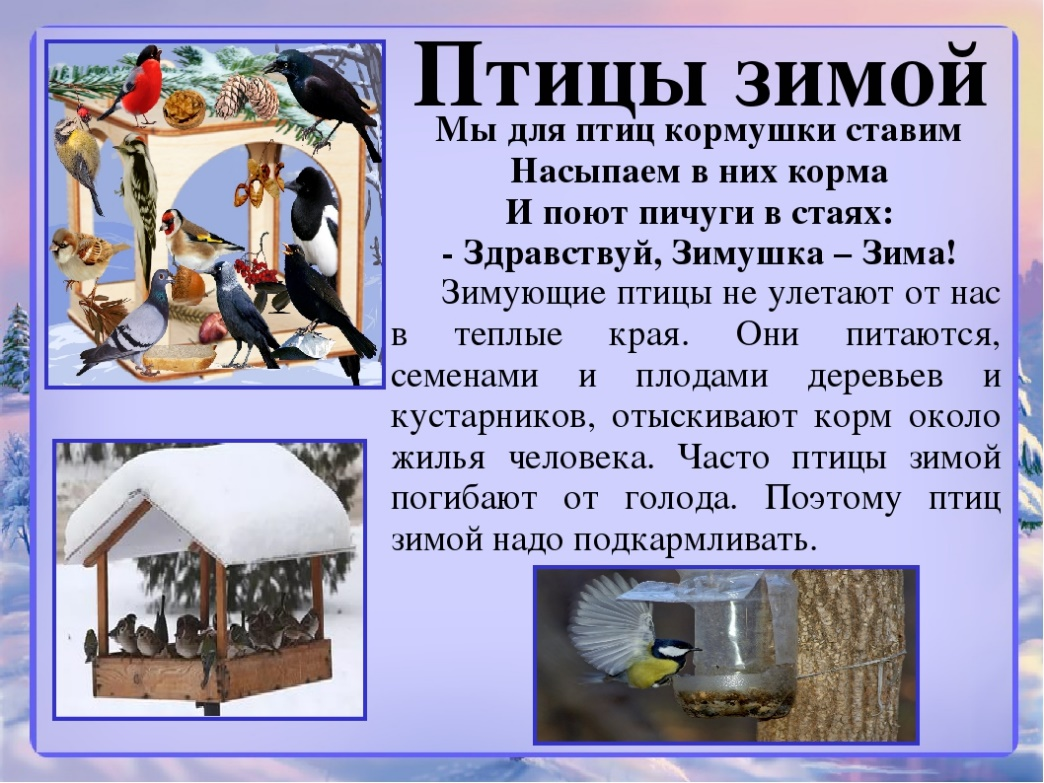 Птицы зимой
Мы для птиц кормушки ставим
Насыпаем в них корма
И поют пичуги в стаях:
- Здравствуй, Зимушка – Зима!
Зимующие птицы не улетают от нас
в теплые края. Они питаются,
семенами и плодами деревьев и
кустарников, отыскивают корм около
жилья человека. Часто птицы зимой
погибают от голода. Поэтому птиц
зимой надо подкармливать.